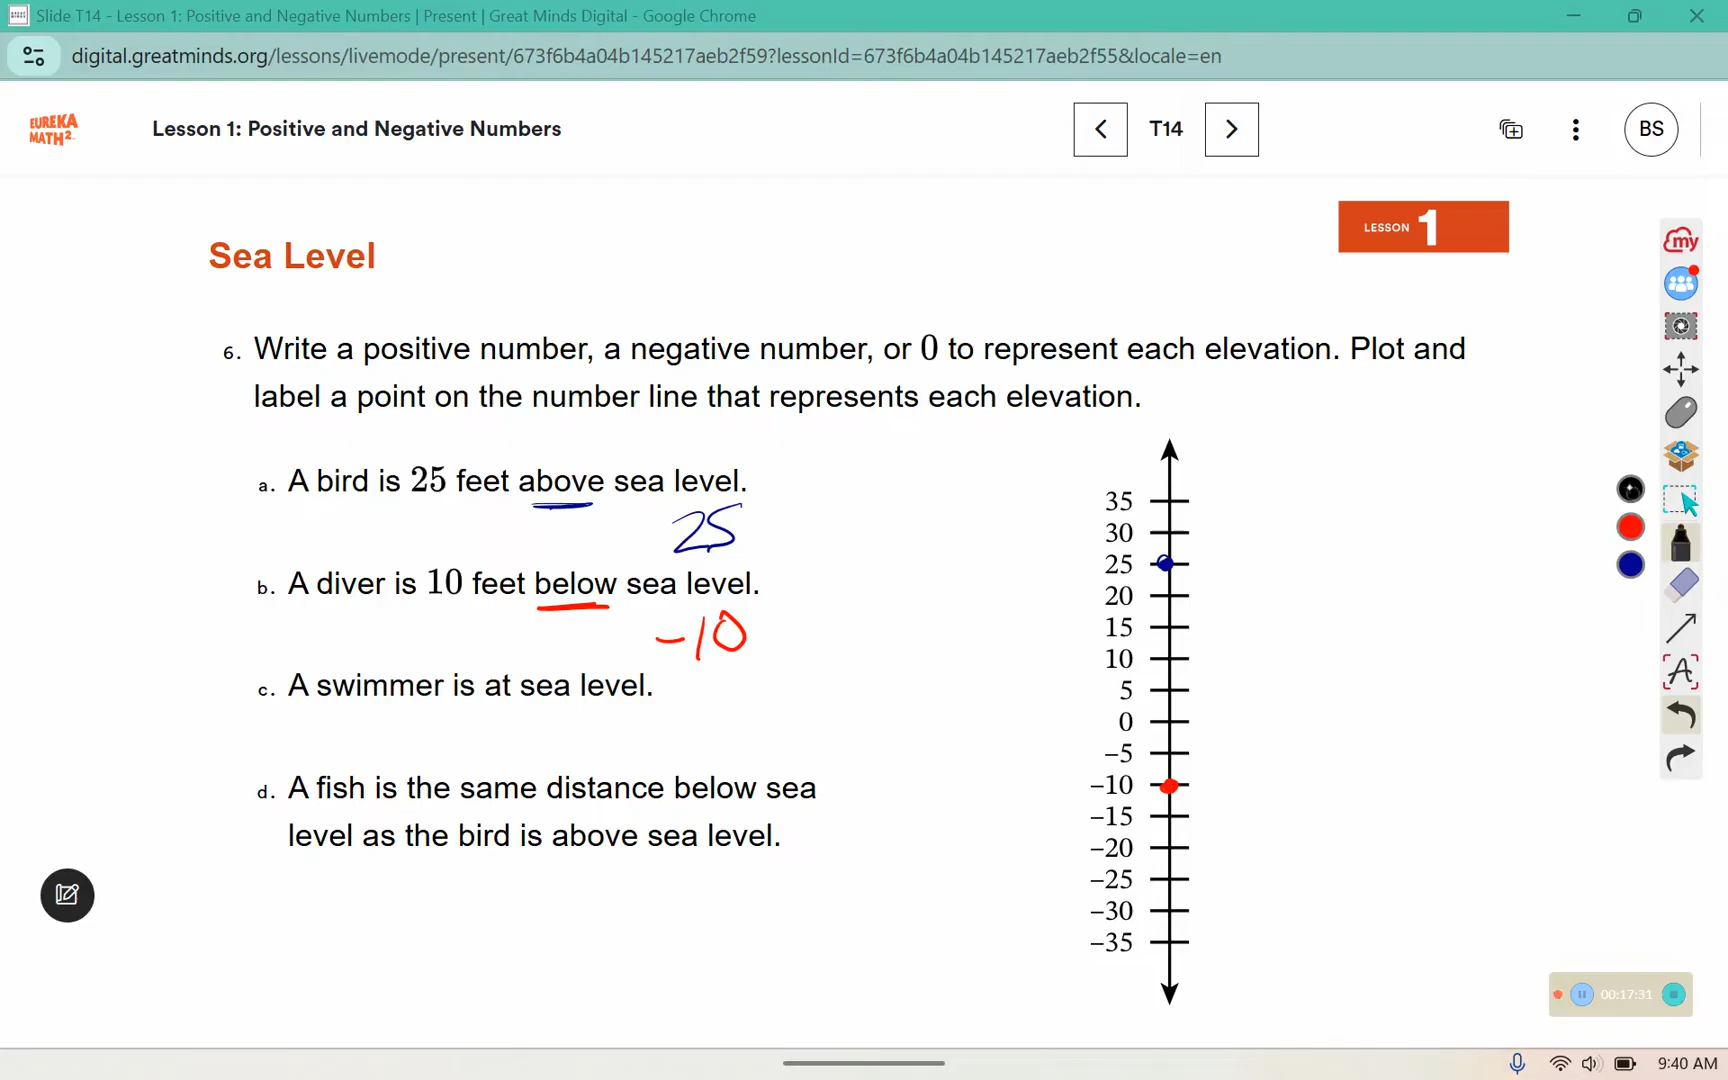 Slide T14 - Lesson 1: Positive and Negative Numbers | Present | Great Minds Digital - Google Chrome
digital.greatminds.org/lessons/livemode/present/673f6b4a04b145217aeb2f59?lessonId=673f6b4a04b145217aeb2f55&locale=en
EUREKA
MATH²
Lesson 1: Positive and Negative Numbers
T14
BS
LESSON 1
Sea Level
6. Write a positive number, a negative number, or 0 to represent each elevation. Plot and
label a point on the number line that represents each elevation.
a. A bird is 25 feet above sea level.
25
b. A diver is 10 feet below sea level.
-10
c. A swimmer is at sea level.
d. A fish is the same distance below sea
level as the bird is above sea level.
35
30
25
20
15
10
5
0
−5
−10
−15
−20
−25
−30
−35
my
A
00:17:31
9:40 AM